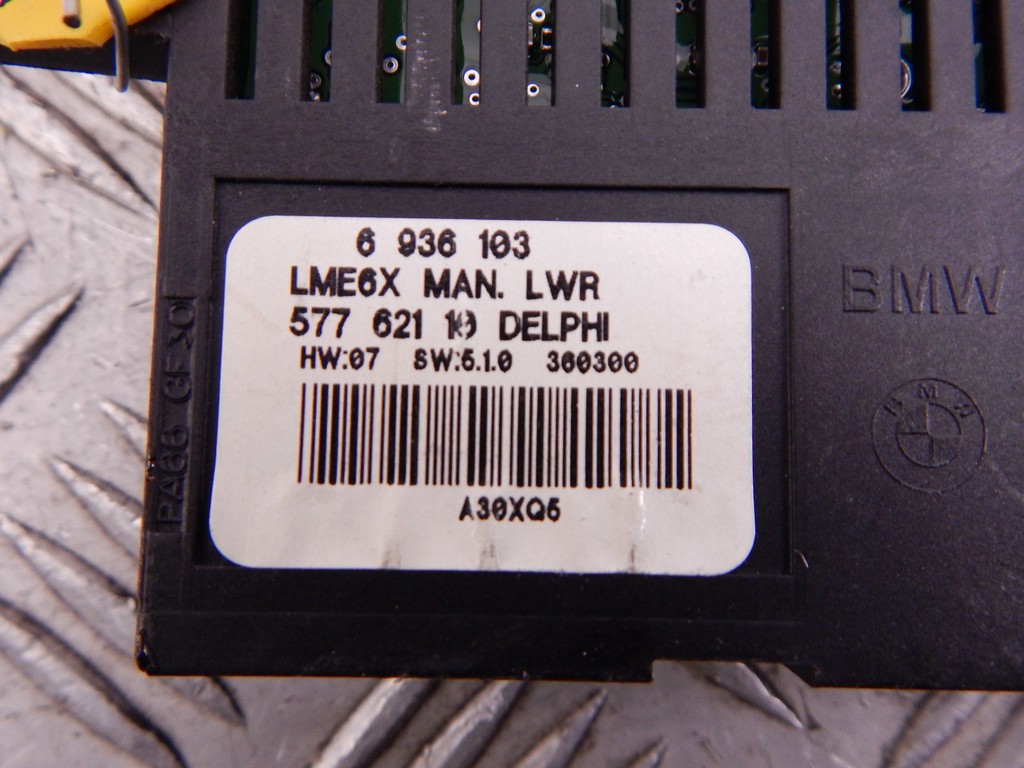 6 936 103
LME6X MAN. LWR
577 621 10 DELPHI
HW:07 SW:5.1.0 360300
A30XQ5
BMW
BMW
PA66 GF30